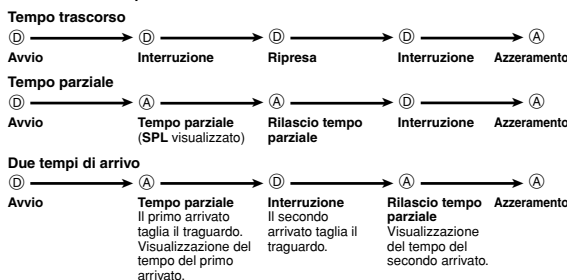 Tempo trascorso
Ⓓ Ⓓ Ⓓ Ⓓ Ⓐ
Avvio Interruzione Ripresa Interruzione Azzeramento
Tempo parziale
Ⓓ Ⓐ Ⓐ Ⓓ Ⓐ
Avvio Tempo parziale Rilascio tempo Interruzione Azzeramento
(SPL visualizzato) parziale
Due tempi di arrivo
Ⓓ Ⓐ Ⓓ Ⓐ Ⓐ
Avvio Tempo parziale Interruzione Rilascio tempo Azzeramento
Il primo arrivato Il secondo parziale
taglia il traguardo. arrivato taglia il Visualizzazione
Visualizzazione del traguardo. del tempo del
tempo del primo secondo arrivato.
arrivato.